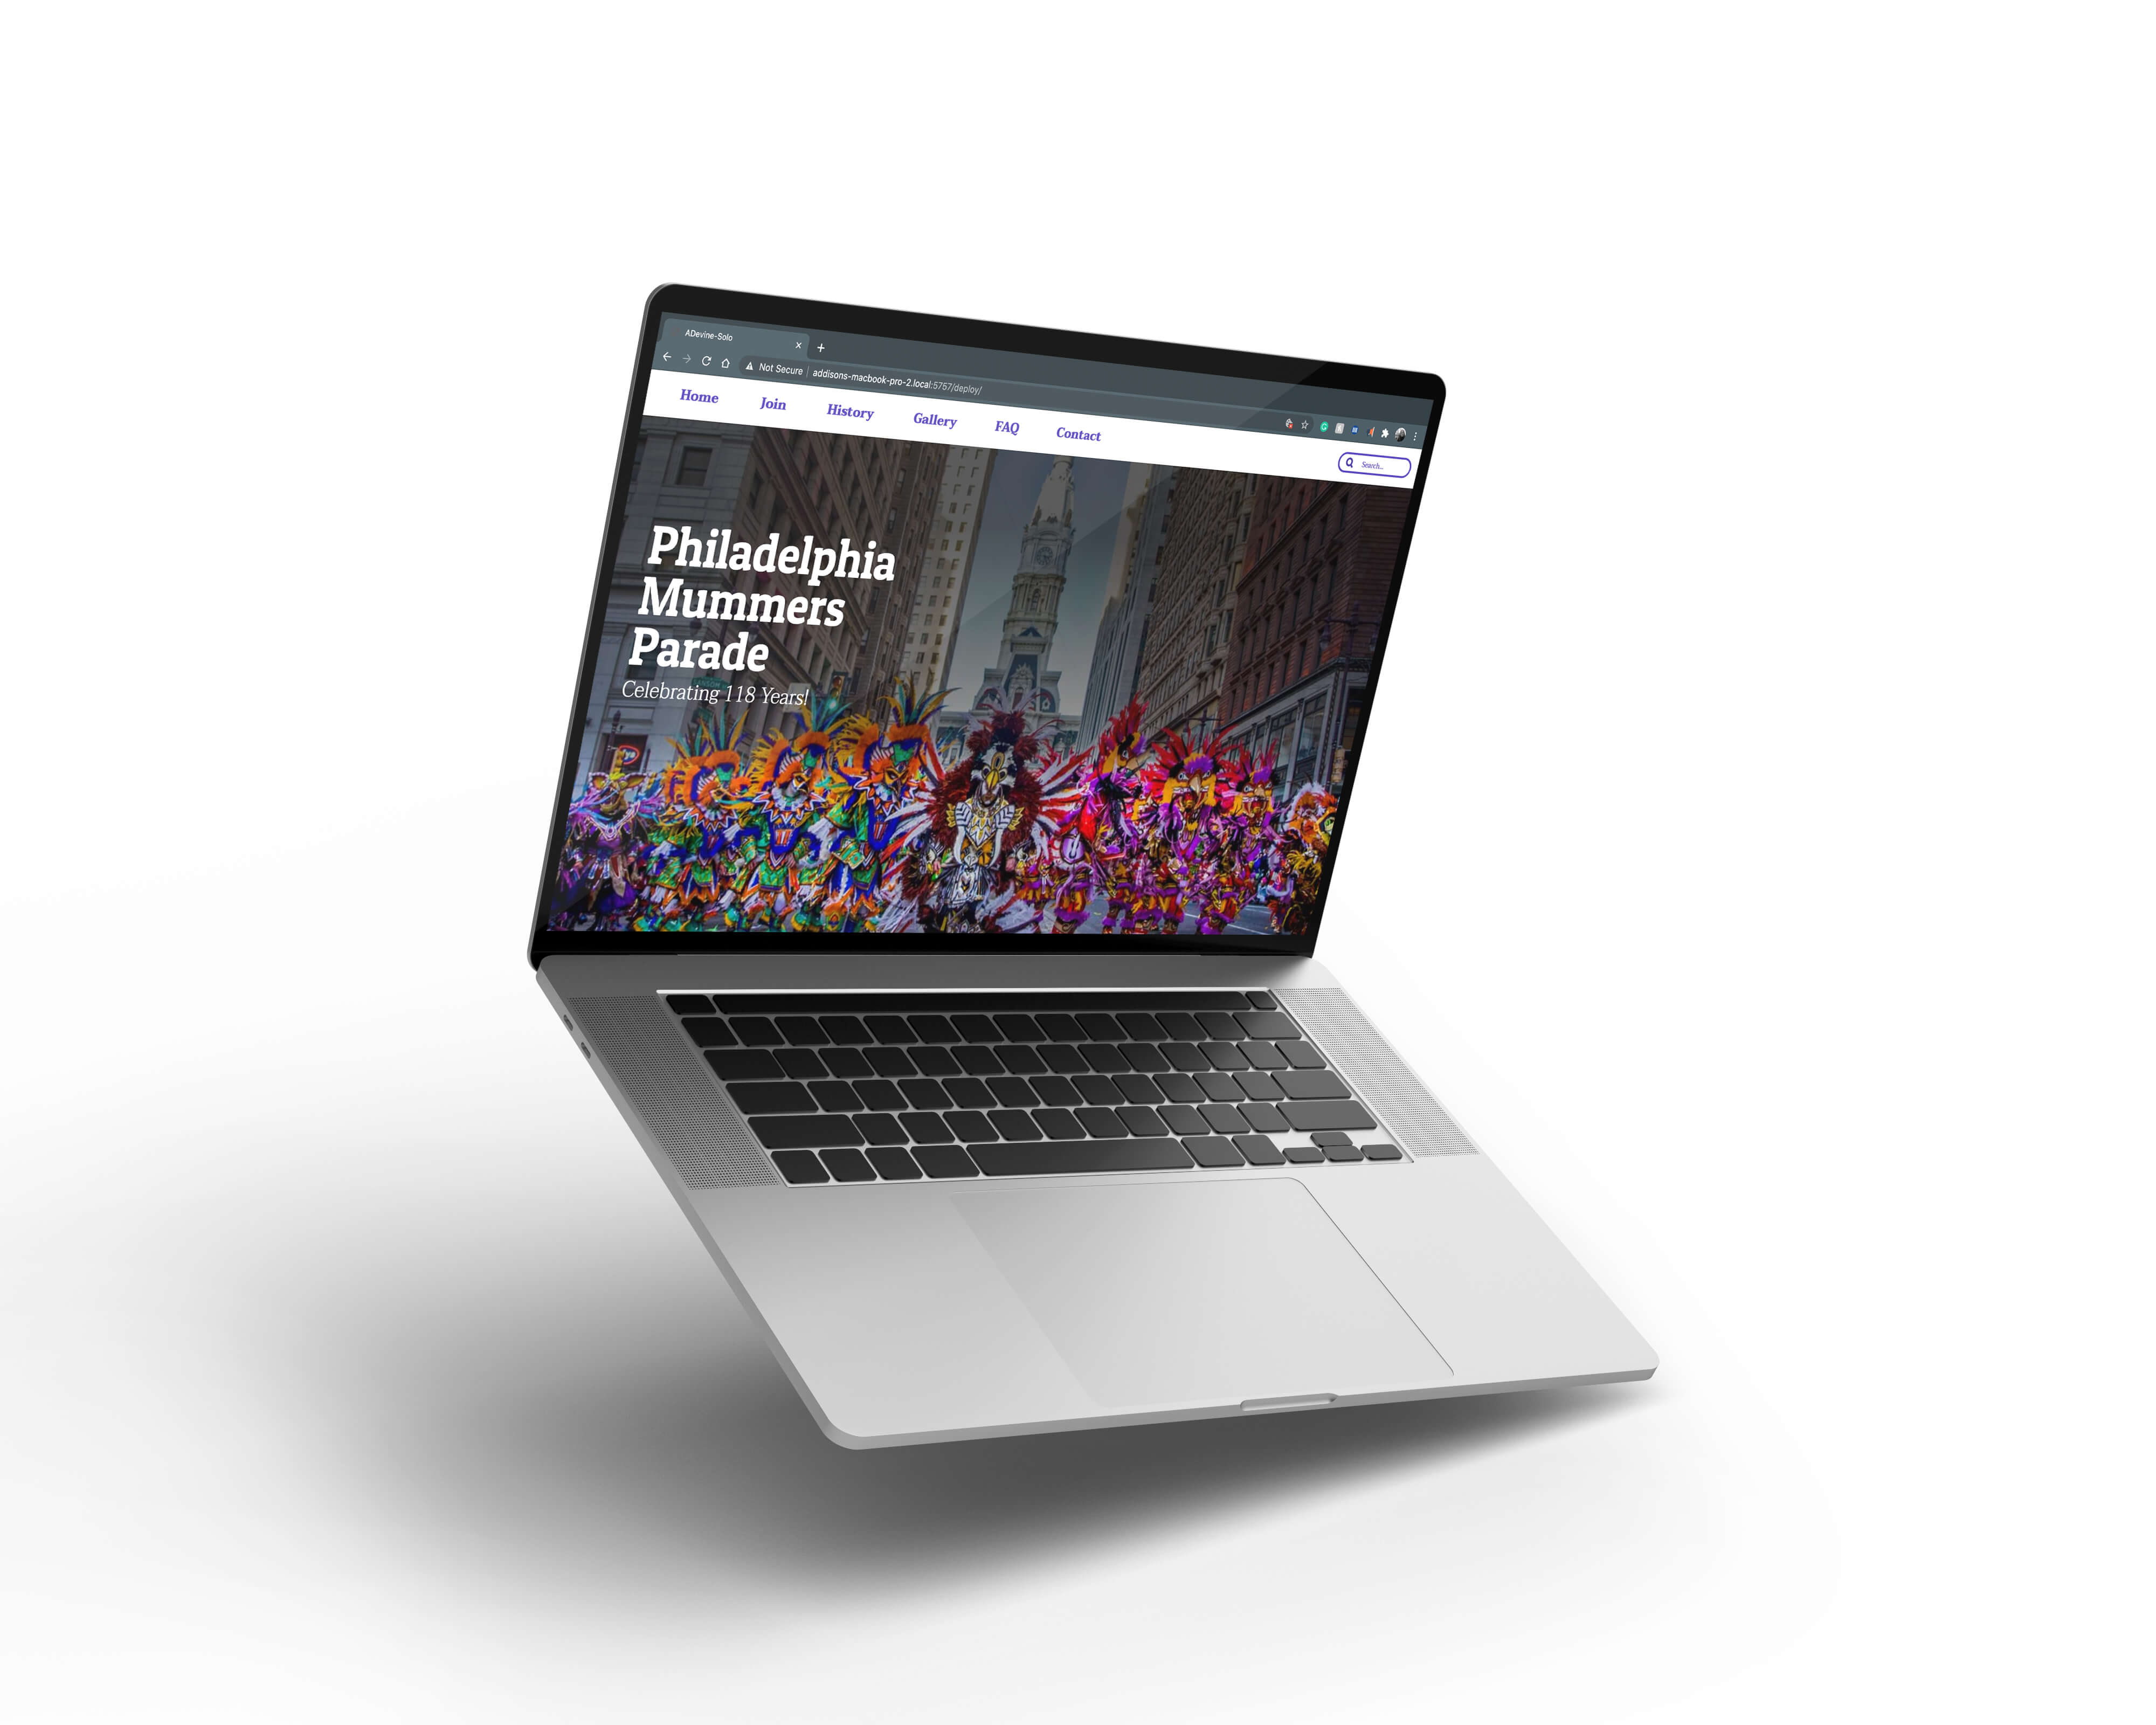 ADevine-Solo
Not Secure | addisons-macbook-pro-2.local:5757/deploy/
Home Join History Gallery FAQ Contact
Search...
Philadelphia
Mummers
Parade
Celebrating 118 Years!